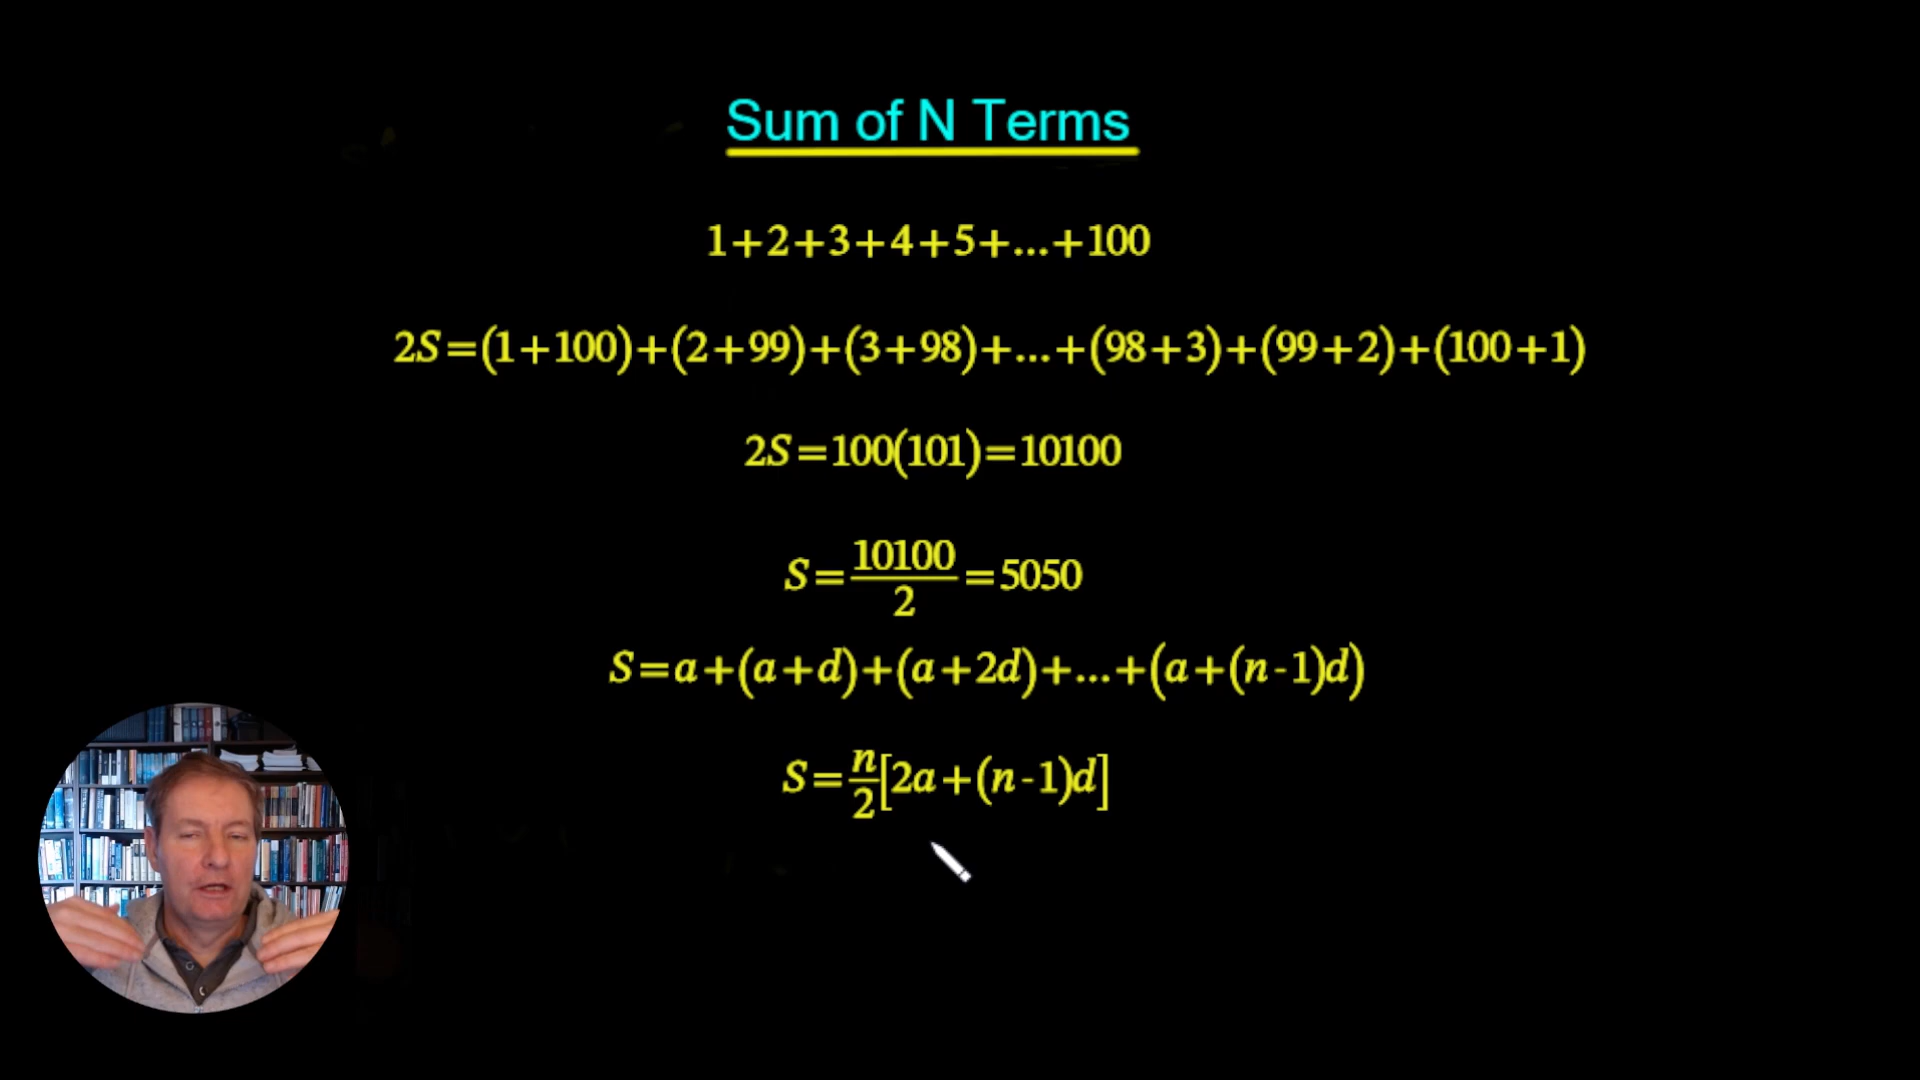 Sum of N Terms
1+2+3+4+5+...+100
2S=(1+100)+(2+99)+(3+98)+...+(98+3)+(99+2)+(100+1)
2S=100(101)=10100
S=10100/2=5050
S=a+(a+d)+(a+2d)+...+(a+(n-1)d)
S=n/2[2a+(n-1)d]